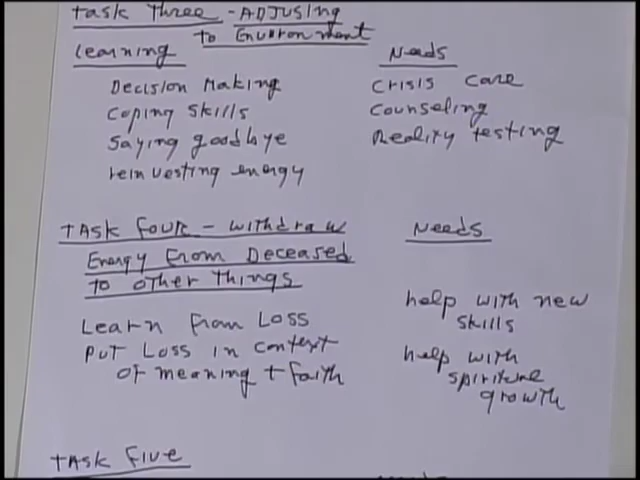 Task Three - ADJUSING
to Environment
Learning
Needs
Decision Making
Crisis care
Coping skills
Counseling
Saying goodbye
Reality testing
reinvesting energy
TASK FOUR - withdraw
Needs
Energy From Deceased
to other Things
help with new
skills
Learn From Loss
Put Loss in context
of meaning + faith
help with
spiritual
growth
TASK Five
Needs